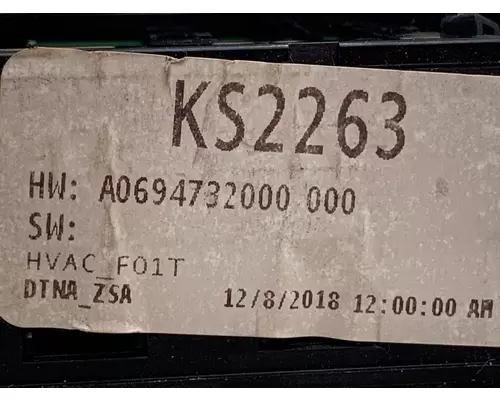 KS2263
HW: A0694732000 000
SW:
HVAC_F01T
DTNA_ZSA 12/8/2018 12:00:00 AM